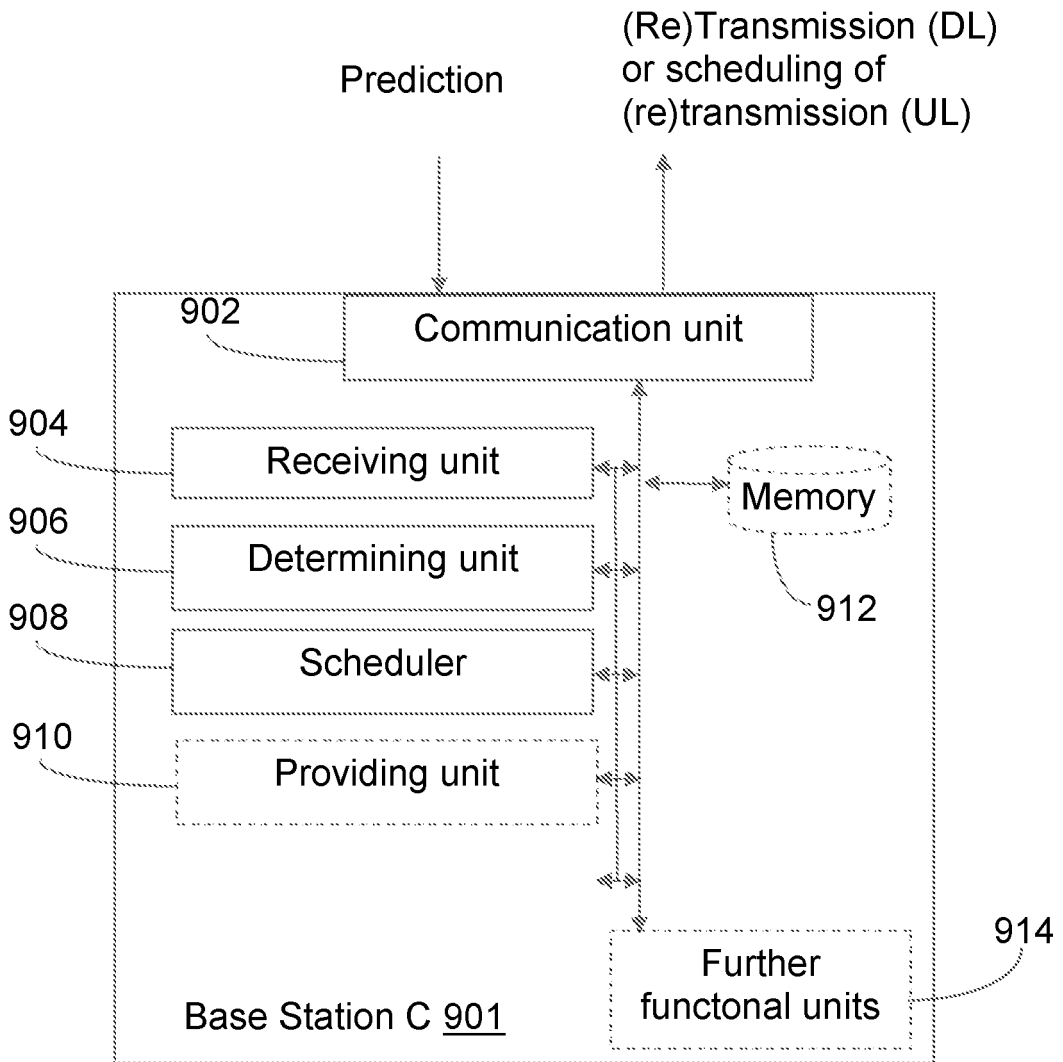 Prediction
(Re)Transmission (DL)
or scheduling of
(re)transmission (UL)
902
Communication unit
904
Receiving unit
Memory
906
Determining unit
912
908
Scheduler
910
Providing unit
914
Further
functonal units
Base Station C 901